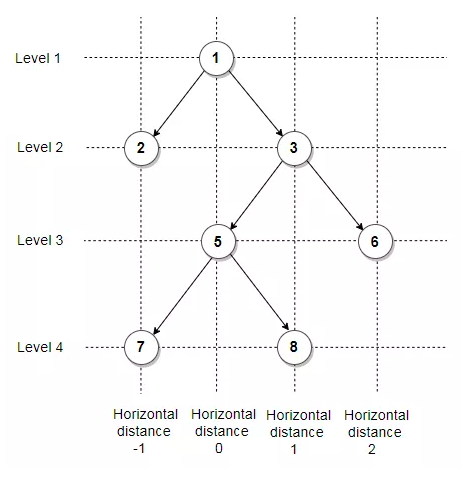 Level 1
1
Level 2
2
3
Level 3
5
6
Level 4
7
8
Horizontal distance -1
Horizontal distance 0
Horizontal distance 1
Horizontal distance 2